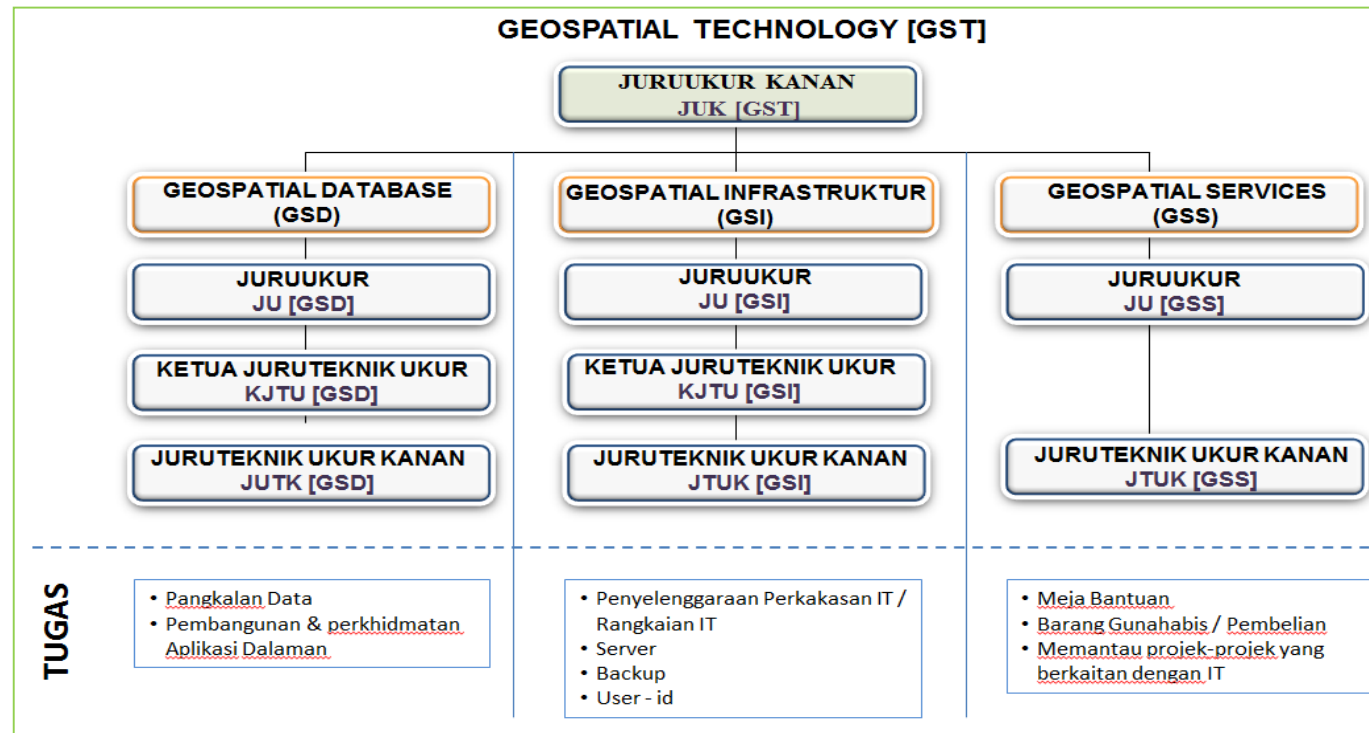 GEOSPATIAL TECHNOLOGY [GST]
JURUUKUR KANAN
JUK [GST]
GEOSPATIAL DATABASE
(GSD)
JURUUKUR
JU [GSD]
KETUA JURUTEKNIK UKUR
KJTU [GSD]
JURUTEKNIK UKUR KANAN
JUTK [GSD]
GEOSPATIAL INFRASTRUKTUR
(GSI)
JURUUKUR
JU [GSI]
KETUA JURUTEKNIK UKUR
KJTU [GSI]
JURUTEKNIK UKUR KANAN
JTUK [GSI]
GEOSPATIAL SERVICES
(GSS)
JURUUKUR
JU [GSS]
JURUTEKNIK UKUR KANAN
JTUK [GSS]
TUGAS
• Pangkalan Data
• Pembangunan & perkhidmatan
Aplikasi Dalaman
• Penyelenggaraan Perkakasan IT /
Rangkaian IT
• Server
• Backup
• User - id
• Meja Bantuan
• Barang Gunahabis / Pembelian
• Memantau projek-projek yang
berkaitan dengan IT